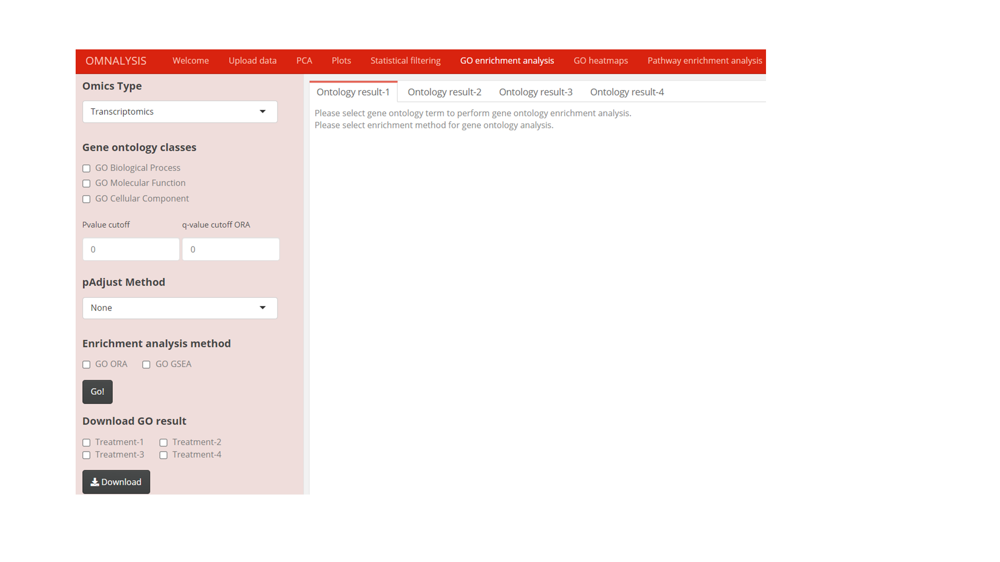 OMNALYSIS Welcome Upload data PCA Plots Statistical filtering GO enrichment analysis GO heatmaps Pathway enrichment analysis
Omics Type
Transcriptomics
Gene ontology classes
GO Biological Process
GO Molecular Function
GO Cellular Component
Pvalue cutoff q-value cutoff ORA
0 0
pAdjust Method
None
Enrichment analysis method
GO ORA GO GSEA
Go!
Download GO result
Treatment-1 Treatment-2
Treatment-3 Treatment-4
Download
Ontology result-1 Ontology result-2 Ontology result-3 Ontology result-4
Please select gene ontology term to perform gene ontology enrichment analysis.
Please select enrichment method for gene ontology analysis.